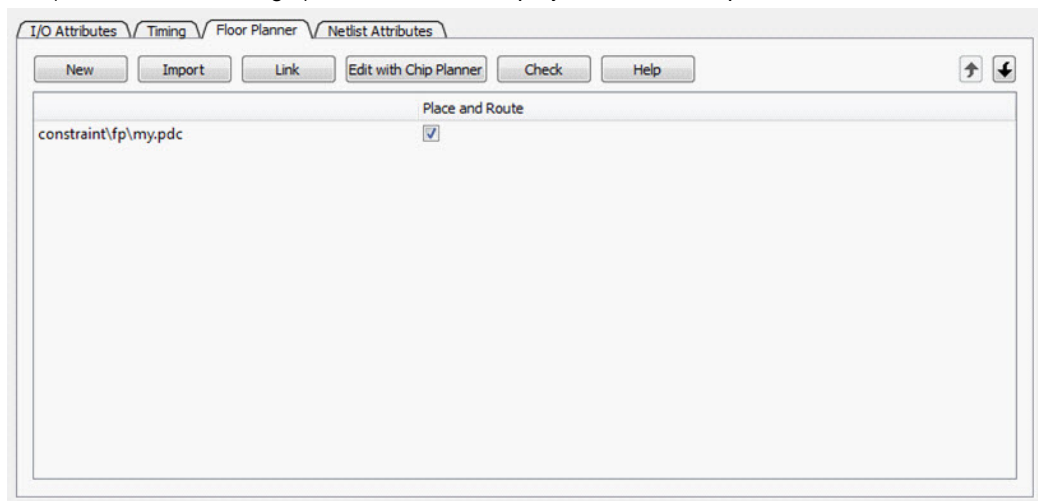 I/O Attributes Timing Floor Planner Netlist Attributes
New Import Link Edit with Chip Planner Check Help
Place and Route
constraint\fp\my.pdc